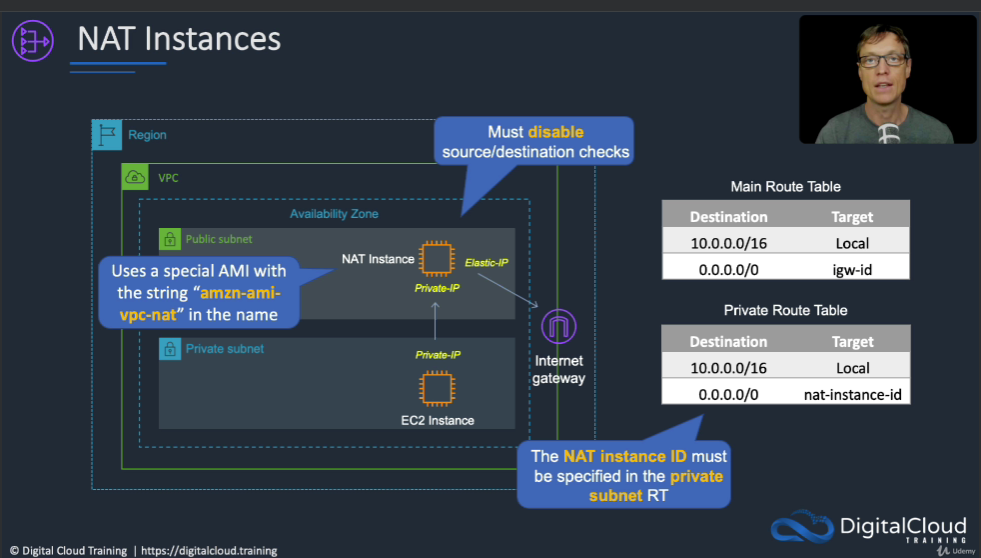 NAT Instances
Region
VPC
Availability Zone
Must disable
source/destination checks
Public subnet
NAT Instance
Elastic-IP
Private-IP
Uses a special AMI with
the string “amzn-ami-
vpc-nat” in the name
Private subnet
Private-IP
EC2 Instance
Internet
gateway
Main Route Table
Destination Target
10.0.0.0/16 Local
0.0.0.0/0 igw-id
Private Route Table
Destination Target
10.0.0.0/16 Local
0.0.0.0/0 nat-instance-id
The NAT instance ID must
be specified in the private
subnet RT
DigitalCloud
TRAINING
Udemy
© Digital Cloud Training | https://digitalcloud.training